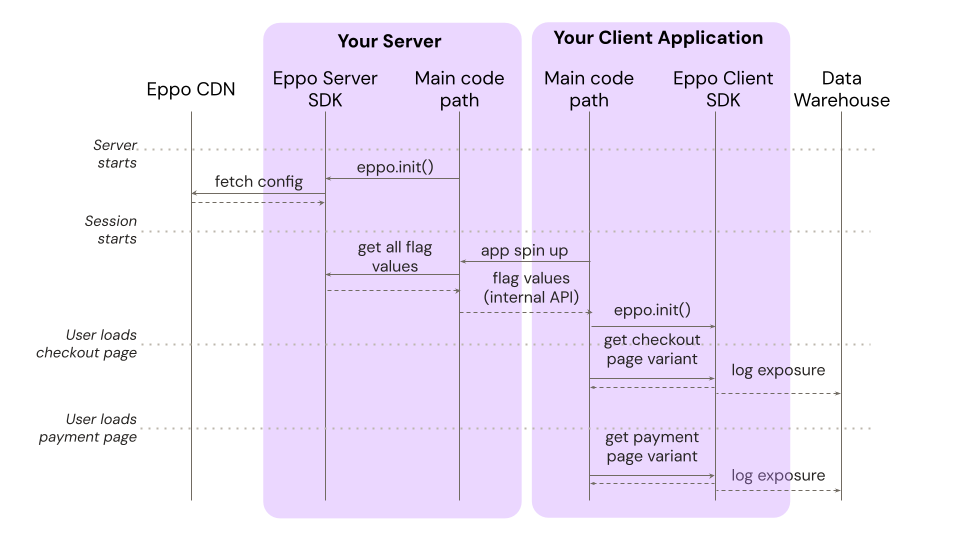 Your Server
Your Client Application
Eppo CDN
Eppo Server
SDK
Main code
path
Main code
path
Eppo Client
SDK
Data
Warehouse
Server
starts
eppo.init()
fetch config
Session
starts
get all flag
values
app spin up
flag values
(internal API)
eppo.init()
User loads
checkout page
get checkout
page variant
log exposure
User loads
payment page
get payment
page variant
log exposure